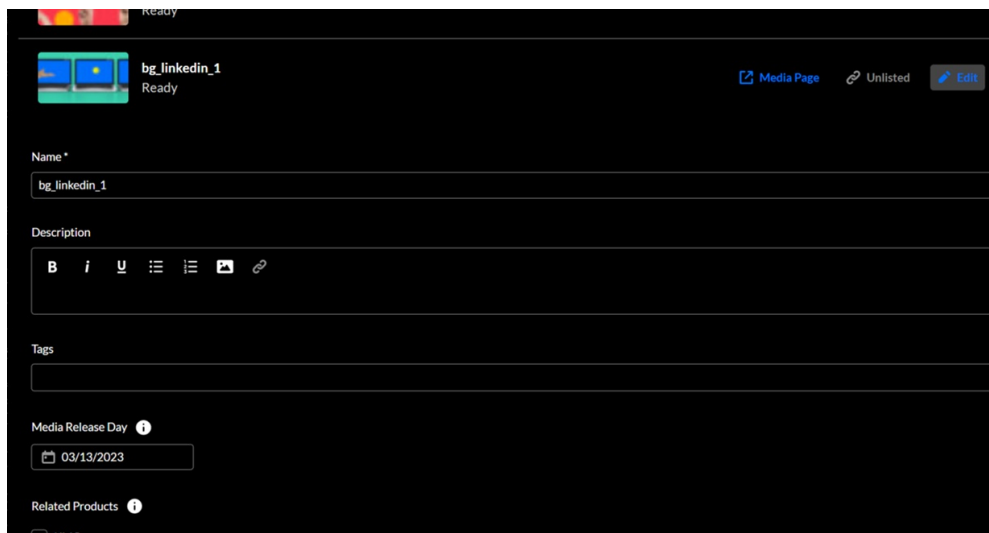 Ready
bg_linkedin_1
Ready
Media Page
Unlisted
Edit
Name *
bg_linkedin_1
Description
B i U
Tags
Media Release Day
03/13/2023
Related Products